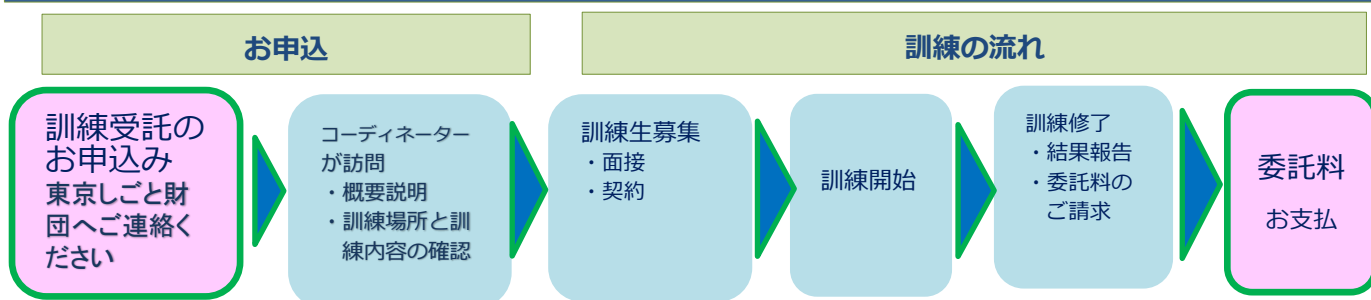 お申込
訓練の流れ
訓練受託の
お申込み
東京しごと財
団へご連絡く
ださい
コーディネーター
が訪問
・概要説明
・訓練場所と訓
練内容の確認
訓練生募集
・面接
・契約
訓練開始
訓練修了
・結果報告
・委託料の
ご請求
委託料
お支払